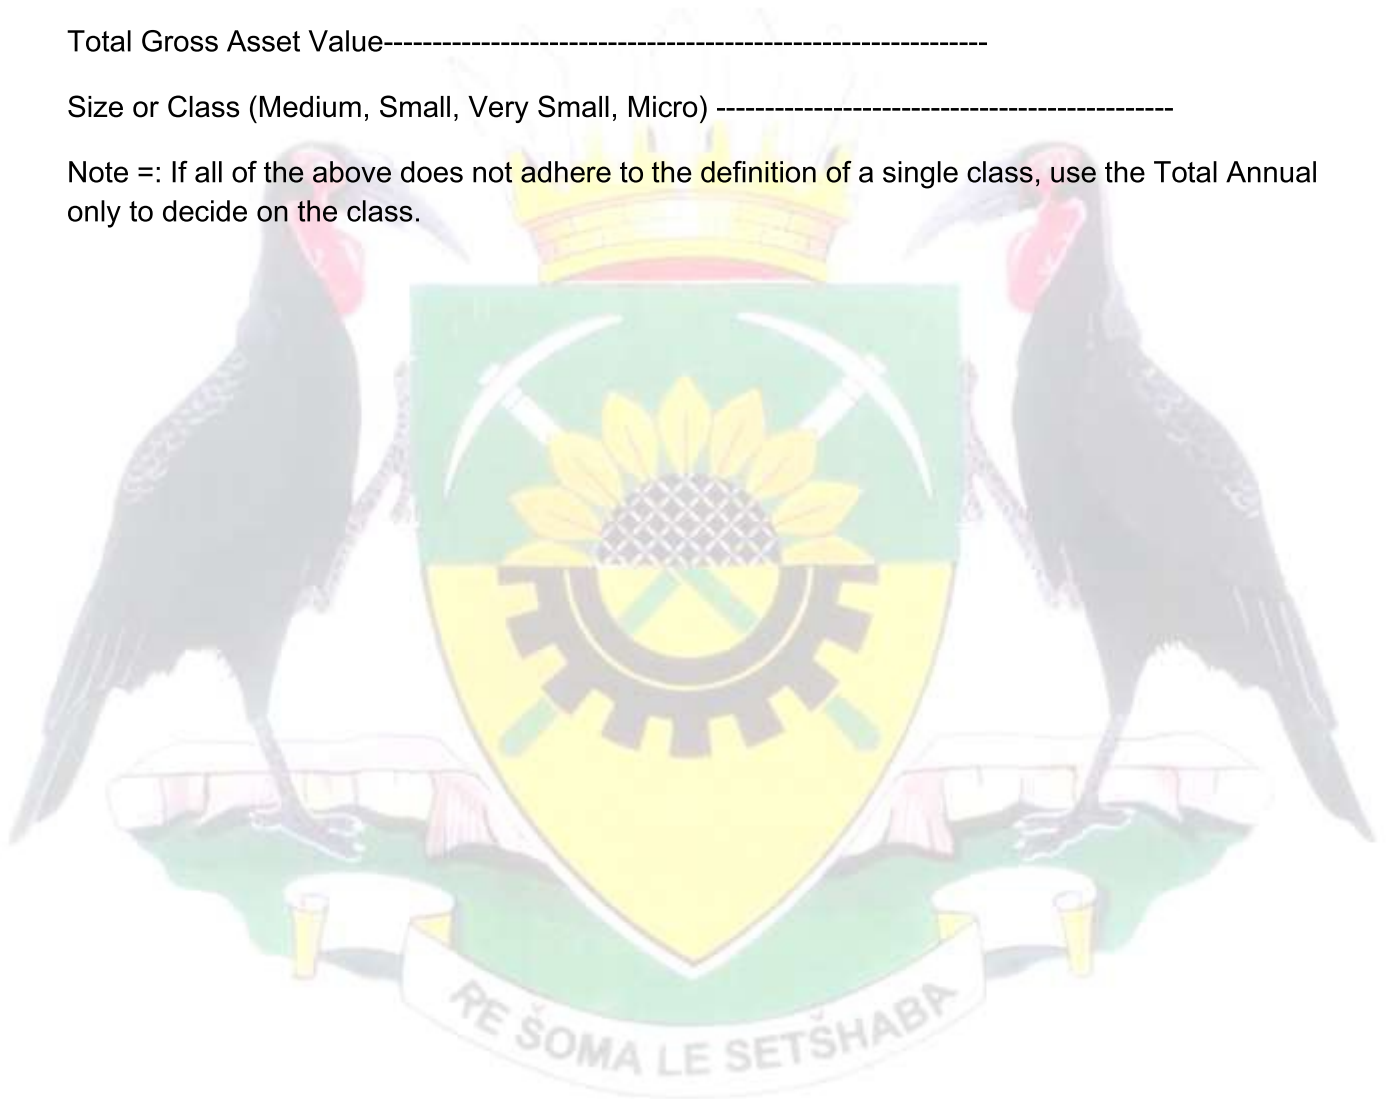 Total Gross Asset Value--------------------------------------------------------------
Size or Class (Medium, Small, Very Small, Micro) -----------------------------------------------
Note =: If all of the above does not adhere to the definition of a single class, use the Total Annual
only to decide on the class.
RE ŠOMA LE SETŠHABA